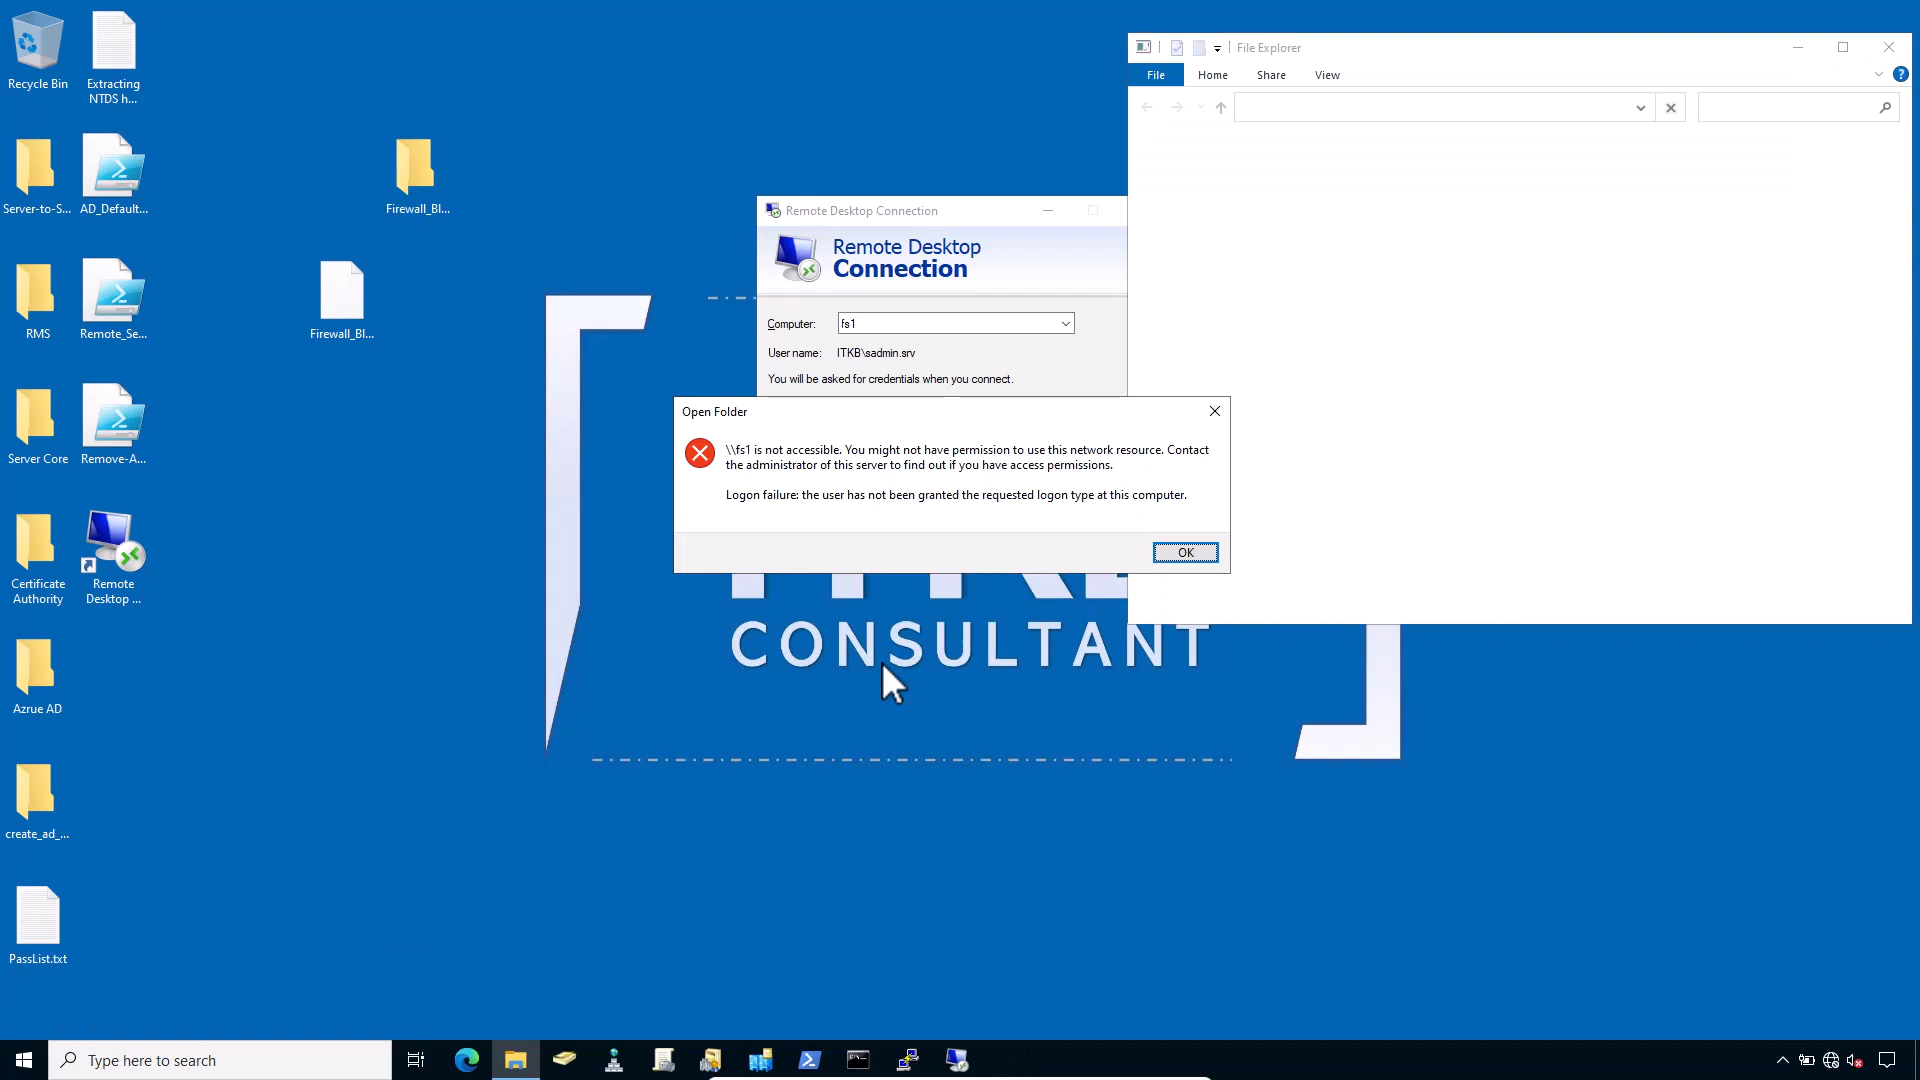 Recycle Bin
Extracting
NTDS h...
Server-to-S...
AD_Default...
Firewall_Bl...
RMS
Remote_Se...
Firewall_Bl...
Server Core
Remove-A...
Certificate
Authority
Remote
Desktop ...
Azrue AD
create_ad_...
PassList.txt
File Explorer
File
Home
Share
View
Remote Desktop Connection
Remote Desktop
Connection
Computer:
fs1
User name:
ITKB\sadmin.srv
You will be asked for credentials when you connect.
Open Folder
\\fs1 is not accessible. You might not have permission to use this network resource. Contact
the administrator of this server to find out if you have access permissions.
Logon failure: the user has not been granted the requested logon type at this computer.
OK
CONSULTANT
Type here to search